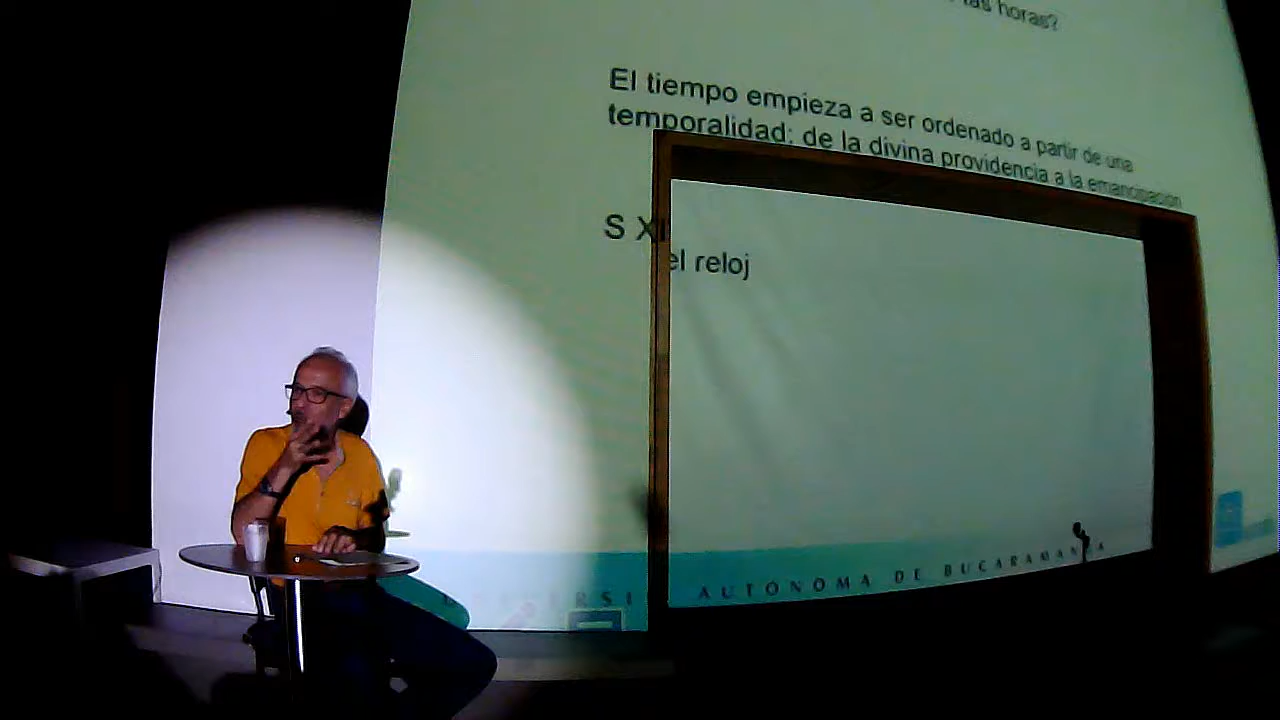 las horas?
El tiempo empieza a ser ordenado a partir de una
temporalidad: de la divina providencia a la emancipación
S XI
el reloj
AUTÓNOMA DE BUCARAMANGA